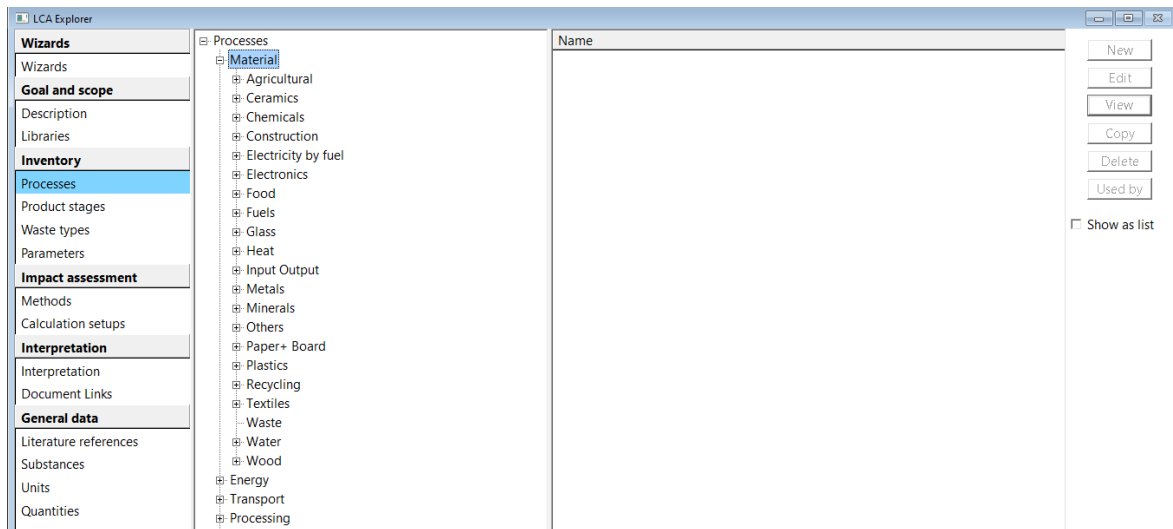 LCA Explorer
Wizards
Wizards
Goal and scope
Description
Libraries
Inventory
Processes
Product stages
Waste types
Parameters
Impact assessment
Methods
Calculation setups
Interpretation
Interpretation
Document Links
General data
Literature references
Substances
Units
Quantities
Processes
Material
Agricultural
Ceramics
Chemicals
Construction
Electricity by fuel
Electronics
Food
Fuels
Glass
Heat
Input Output
Metals
Minerals
Others
Paper+ Board
Plastics
Recycling
Textiles
Waste
Water
Wood
Energy
Transport
Processing
Name
New
Edit
View
Copy
Delete
Used by
Show as list